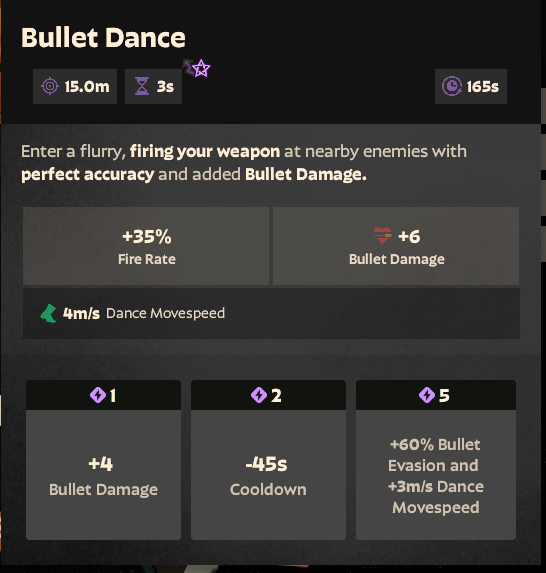 Bullet Dance
15.0m 3s 165s
Enter a flurry, firing your weapon at nearby enemies with
perfect accuracy and added Bullet Damage.
+35% +6
Fire Rate Bullet Damage
4m/s Dance Movespeed
1 2 5
+4
Bullet Damage
-45s
Cooldown
+60% Bullet
Evasion and
+3m/s Dance
Movespeed